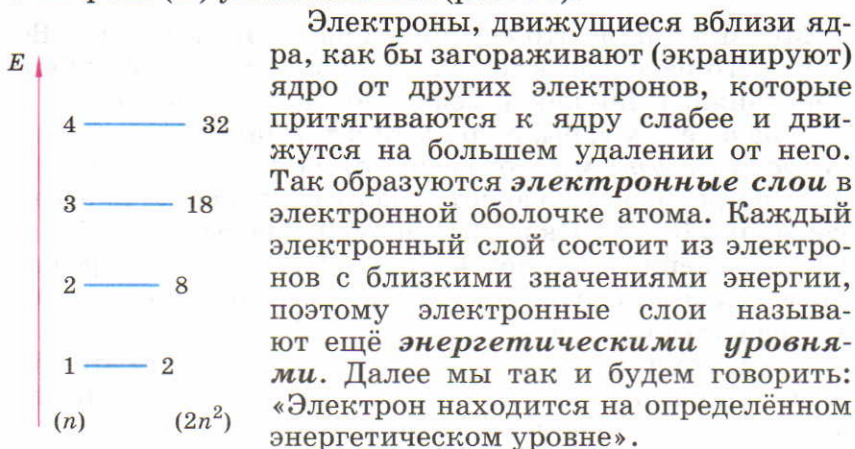 Электроны, движущиеся вблизи яд-
ра, как бы загораживают (экранируют)
ядро от других электронов, которые
притягиваются к ядру слабее и дви-
жутся на большем удалении от него.
Так образуются электронные слои в
электронной оболочке атома. Каждый
электронный слой состоит из электро-
нов с близкими значениями энергии,
поэтому электронные слои называ-
ют ещё энергетическими уровня-
ми. Далее мы так и будем говорить:
«Электрон находится на определённом
энергетическом уровне».
E
4 32
3 18
2 8
1 2
(n) (2n²)